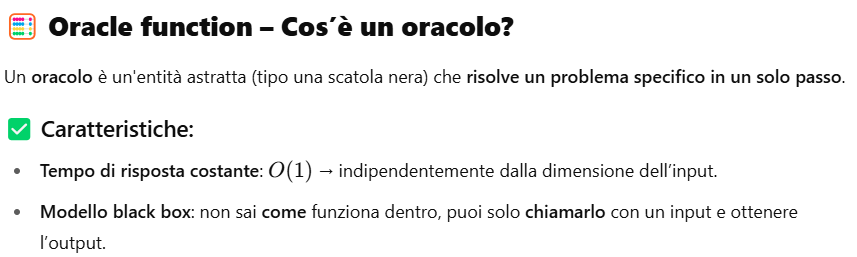 🧮 Oracle function – Cos´è un oracolo?
Un oracolo è un'entità astratta (tipo una scatola nera) che risolve un problema specifico in un solo passo.
✅ Caratteristiche:
• Tempo di risposta costante: O(1) → indipendentemente dalla dimensione dell’input.
• Modello black box: non sai come funziona dentro, puoi solo chiamarlo con un input e ottenere
l’output.